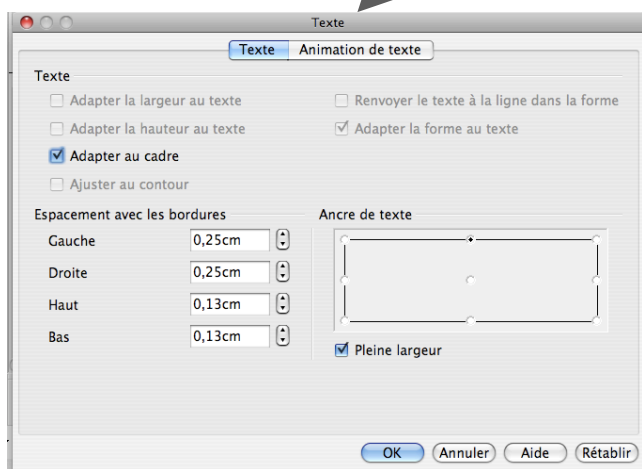 Texte
Texte Animation de texte
Texte
Adapter la largeur au texte Renvoyer le texte à la ligne dans la forme
Adapter la hauteur au texte Adapter la forme au texte
Adapter au cadre
Ajuster au contour
Espacement avec les bordures Ancre de texte
Gauche 0,25cm
Droite 0,25cm
Haut 0,13cm
Bas 0,13cm
Pleine largeur
OK Annuler Aide Rétablir